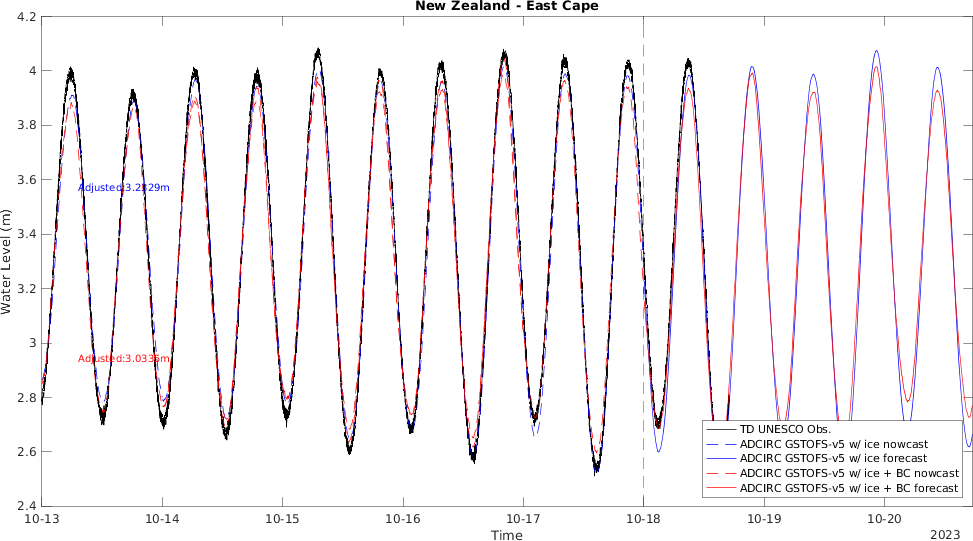 New Zealand - East Cape
4.2
4
3.8
3.6
3.4
3.2
3
2.8
2.6
2.4
Water Level (m)
Adjusted:3.2329m
Adjusted:3.0335m
TD UNESCO Obs.
ADCIRC GSTOFS-v5 w/ ice nowcast
ADCIRC GSTOFS-v5 w/ ice forecast
ADCIRC GSTOFS-v5 w/ ice + BC nowcast
ADCIRC GSTOFS-v5 w/ ice + BC forecast
10-13 10-14 10-15 10-16 10-17 10-18 10-19 10-20
Time
2023